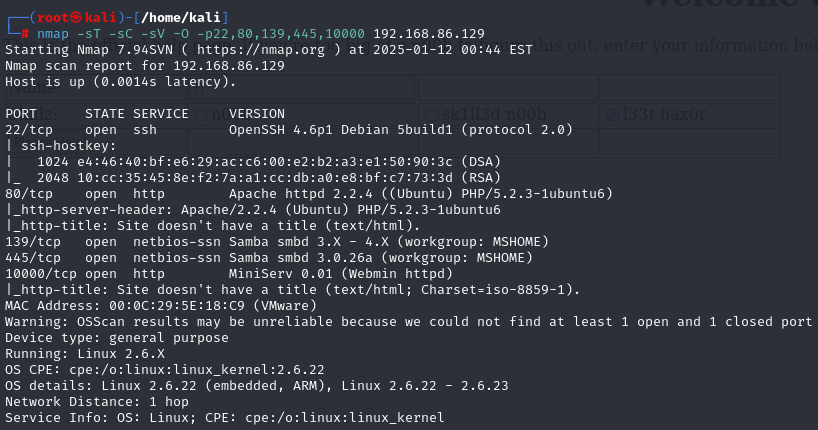 ┌──(root㉿kali)-[/home/kali]
└─# nmap -sT -sC -sV -O -p22,80,139,445,10000 192.168.86.129
Starting Nmap 7.94SVN ( https://nmap.org ) at 2025-01-12 00:44 EST
Nmap scan report for 192.168.86.129
Host is up (0.0014s latency).

PORT      STATE SERVICE     VERSION
22/tcp    open  ssh         OpenSSH 4.6p1 Debian 5build1 (protocol 2.0)
| ssh-hostkey:
|   1024 e4:46:40:bf:e6:29:ac:c6:00:e2:b2:a3:e1:50:90:3c (DSA)
|_  2048 10:cc:35:45:8e:f2:7a:a1:cc:db:a0:e8:bf:c7:73:3d (RSA)
80/tcp    open  http        Apache httpd 2.2.4 ((Ubuntu) PHP/5.2.3-1ubuntu6)
|_http-server-header: Apache/2.2.4 (Ubuntu) PHP/5.2.3-1ubuntu6
|_http-title: Site doesn't have a title (text/html).
139/tcp   open  netbios-ssn Samba smbd 3.X - 4.X (workgroup: MSHOME)
445/tcp   open  netbios-ssn Samba smbd 3.0.26a (workgroup: MSHOME)
10000/tcp open  http        MiniServ 0.01 (Webmin httpd)
|_http-title: Site doesn't have a title (text/html; Charset=iso-8859-1).
MAC Address: 00:0C:29:5E:18:C9 (VMware)
Warning: OSScan results may be unreliable because we could not find at least 1 open and 1 closed port
Device type: general purpose
Running: Linux 2.6.X
OS CPE: cpe:/o:linux:linux_kernel:2.6.22
OS details: Linux 2.6.22 (embedded, ARM), Linux 2.6.22 - 2.6.23
Network Distance: 1 hop
Service Info: OS: Linux; CPE: cpe:/o:linux:linux_kernel
Welcome
this out, enter your information
sk1ll3d n00b
l33t hax0r